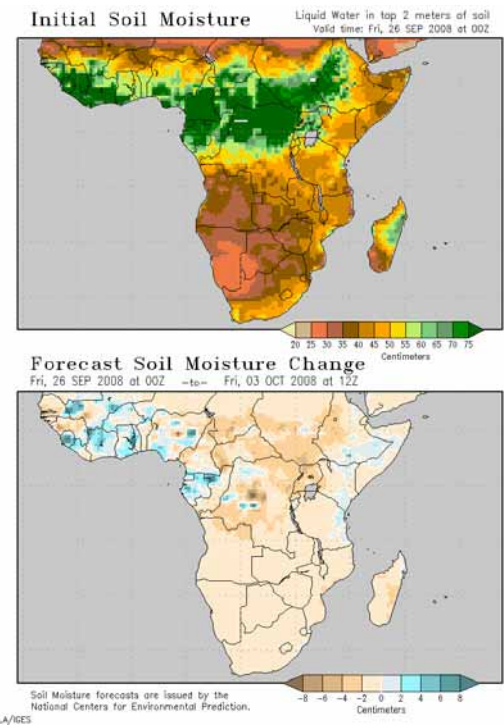 Initial Soil Moisture
Liquid Water in top 2 meters of soil
Valid time: Fri, 26 SEP 2008 at 00Z
20 25 30 35 40 45 50 55 60 65 70 75
Centimeters
Forecast Soil Moisture Change
Fri, 26 SEP 2008 at 00Z -to- Fri, 03 OCT 2008 at 12Z
-8 -6 -4 -2 0 2 4 6 8
Centimeters
Soil Moisture forecasts are issued by the
National Centers for Environmental Prediction.
LA/IGES